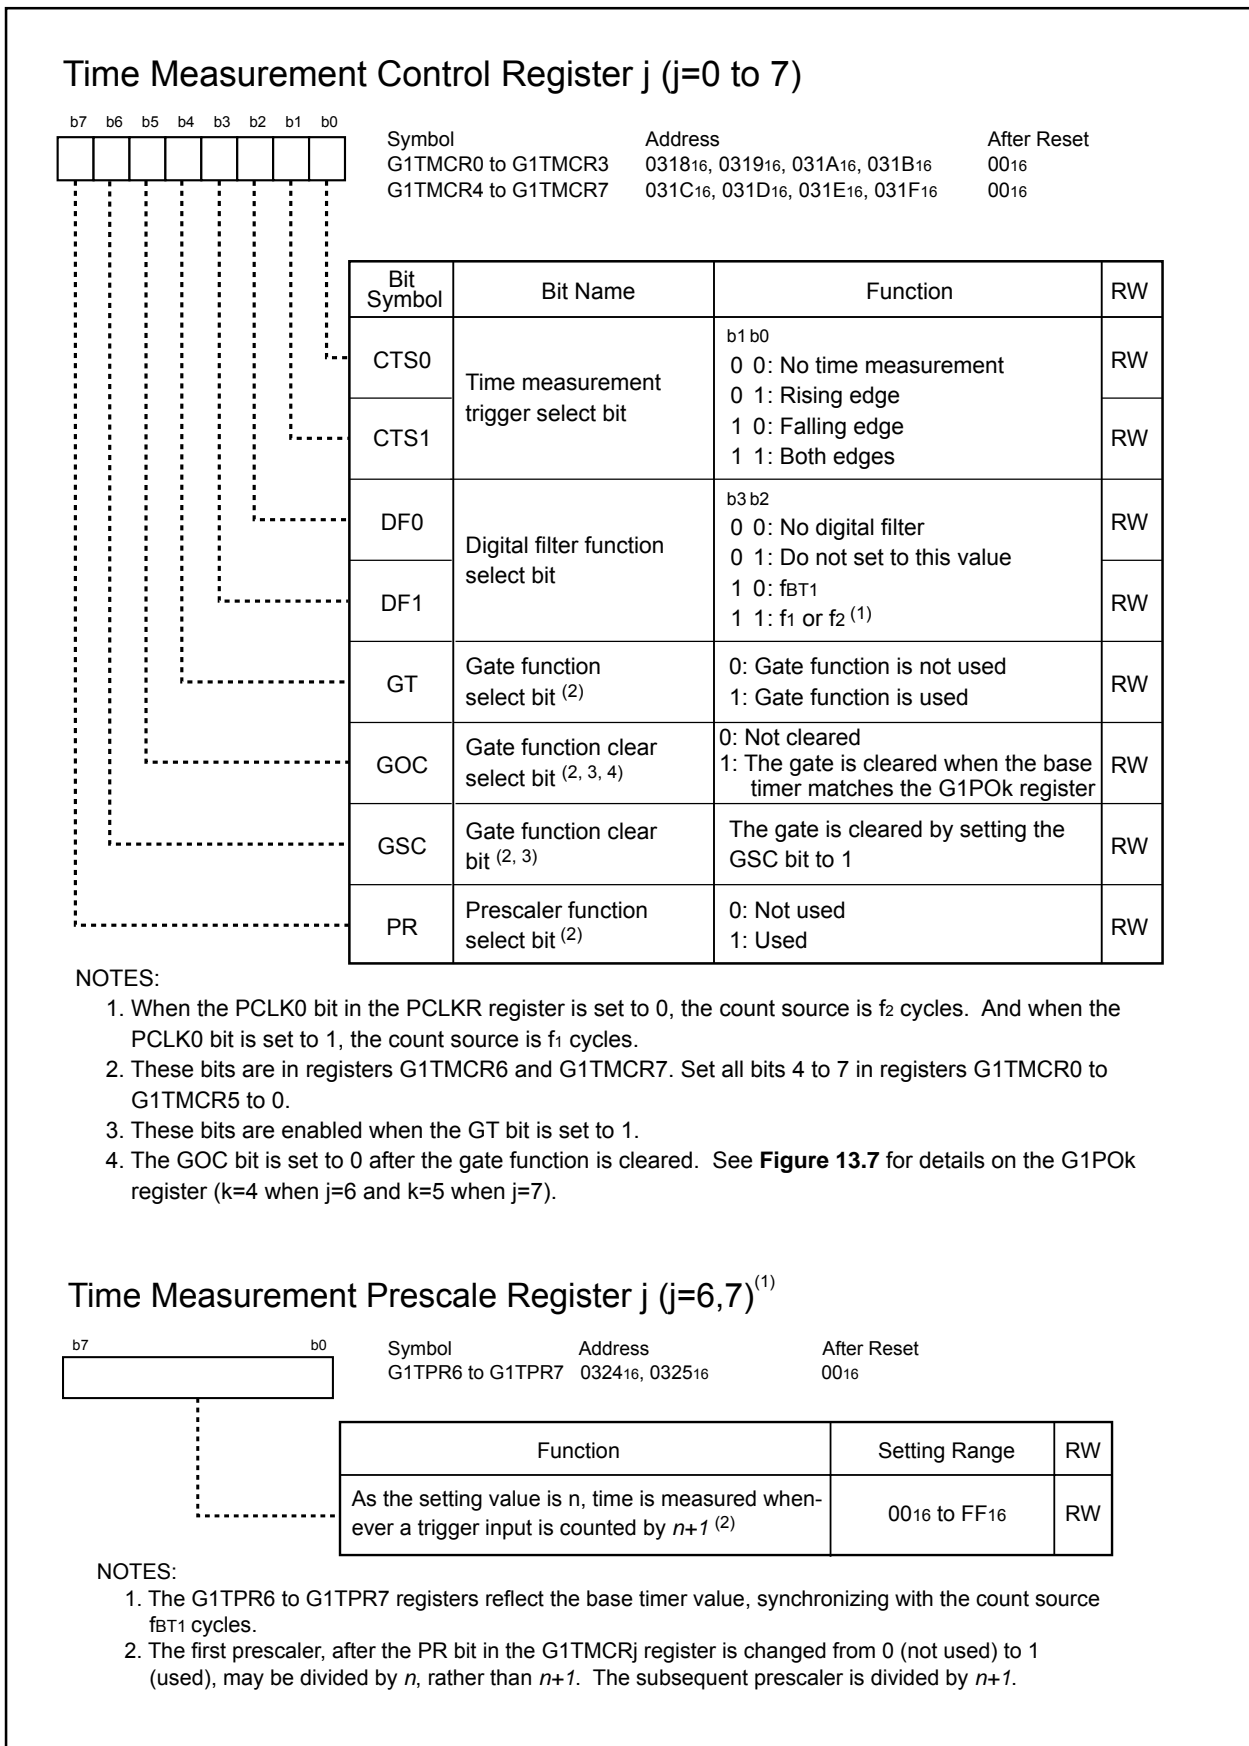 Time Measurement Control Register j (j=0 to 7)
b7 b6 b5 b4 b3 b2 b1 b0
Symbol Address After Reset
G1TMCR0 to G1TMCR3 031816, 031916, 031A16, 031B16 0016
G1TMCR4 to G1TMCR7 031C16, 031D16, 031E16, 031F16 0016
Bit Symbol Bit Name Function RW
CTS0
CTS1
Time measurement
trigger select bit
b1 b0
0 0: No time measurement
0 1: Rising edge
1 0: Falling edge
1 1: Both edges
RW
RW
DF0
DF1
Digital filter function
select bit
b3 b2
0 0: No digital filter
0 1: Do not set to this value
1 0: fBT1
1 1: f1 or f2 (1)
RW
RW
GT
Gate function
select bit (2)
0: Gate function is not used
1: Gate function is used
RW
GOC
Gate function clear
select bit (2, 3, 4)
0: Not cleared
1: The gate is cleared when the base
timer matches the G1POk register
RW
GSC
Gate function clear
bit (2, 3)
The gate is cleared by setting the
GSC bit to 1
RW
PR
Prescaler function
select bit (2)
0: Not used
1: Used
RW
NOTES:
1. When the PCLK0 bit in the PCLKR register is set to 0, the count source is f2 cycles. And when the
PCLK0 bit is set to 1, the count source is f1 cycles.
2. These bits are in registers G1TMCR6 and G1TMCR7. Set all bits 4 to 7 in registers G1TMCR0 to
G1TMCR5 to 0.
3. These bits are enabled when the GT bit is set to 1.
4. The GOC bit is set to 0 after the gate function is cleared. See Figure 13.7 for details on the G1POk
register (k=4 when j=6 and k=5 when j=7).
Time Measurement Prescale Register j (j=6,7)(1)
b7 b0
Symbol Address After Reset
G1TPR6 to G1TPR7 032416, 032516 0016
Function Setting Range RW
As the setting value is n, time is measured when-
ever a trigger input is counted by n+1 (2)
0016 to FF16
RW
NOTES:
1. The G1TPR6 to G1TPR7 registers reflect the base timer value, synchronizing with the count source
fBT1 cycles.
2. The first prescaler, after the PR bit in the G1TMCRj register is changed from 0 (not used) to 1
(used), may be divided by n, rather than n+1. The subsequent prescaler is divided by n+1.